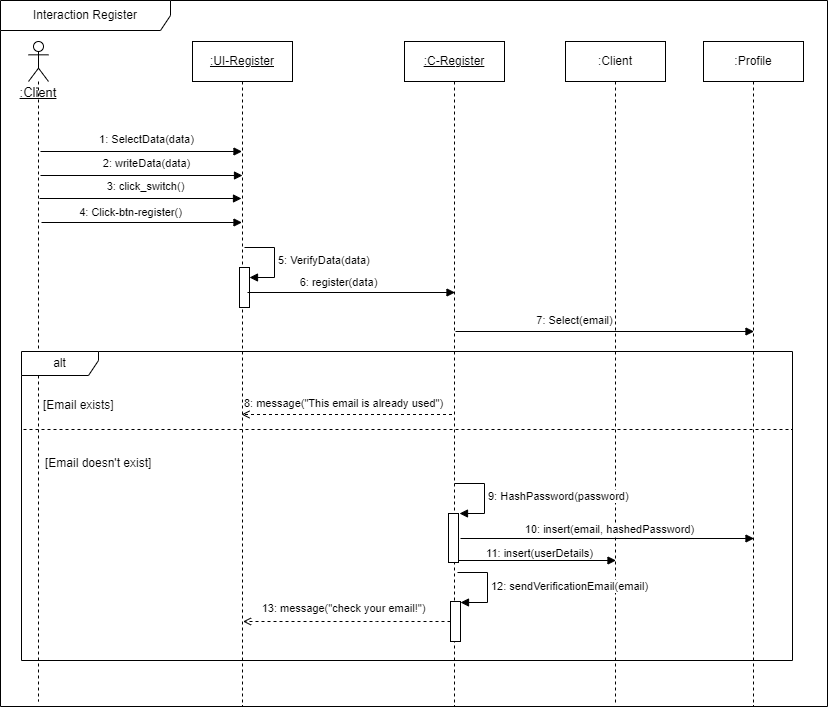 Interaction Register
:Client
:UI-Register
:C-Register
:Client
:Profile
1: SelectData(data)
2: writeData(data)
3: click_switch()
4: Click-btn-register()
5: VerifyData(data)
6: register(data)
7: Select(email)
alt
[Email exists]
8: message("This email is already used")
[Email doesn't exist]
9: HashPassword(password)
10: insert(email, hashedPassword)
11: insert(userDetails)
12: sendVerificationEmail(email)
13: message("check your email!")